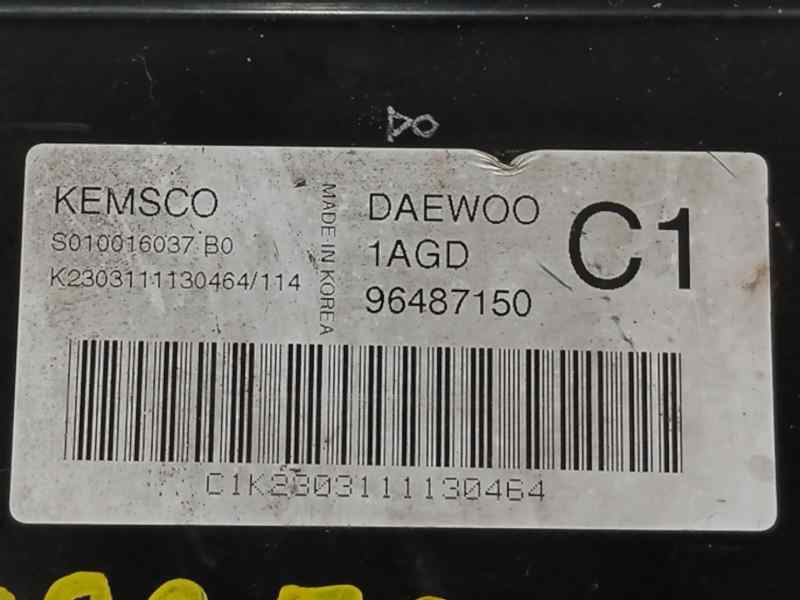 KEMSCO
S010016037 B0
K2303111130464/114
MADE IN KOREA
DAEWOO
1AGD
96487150
C1
C1K2303111130464